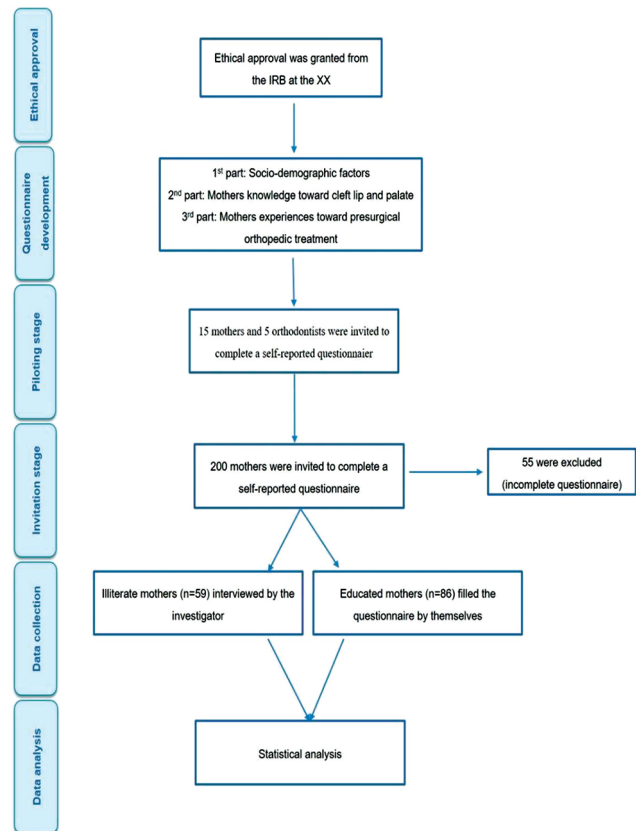 Ethical approval
Ethical approval was granted from
the IRB at the XX
Questionnaire
development
1st part: Socio-demographic factors
2nd part: Mothers knowledge toward cleft lip and palate
3rd part: Mothers experiences toward presurgical
orthopedic treatment
Piloting stage
15 mothers and 5 orthodontists were invited to
complete a self-reported questionnaier
Invitation stage
200 mothers were invited to complete a
self-reported questionnaire
55 were excluded
(incomplete questionnaire)
Data collection
Illiterate mothers (n=59) interviewed by the
investigator
Educated mothers (n=86) filled the
questionnaire by themselves
Data analysis
Statistical analysis